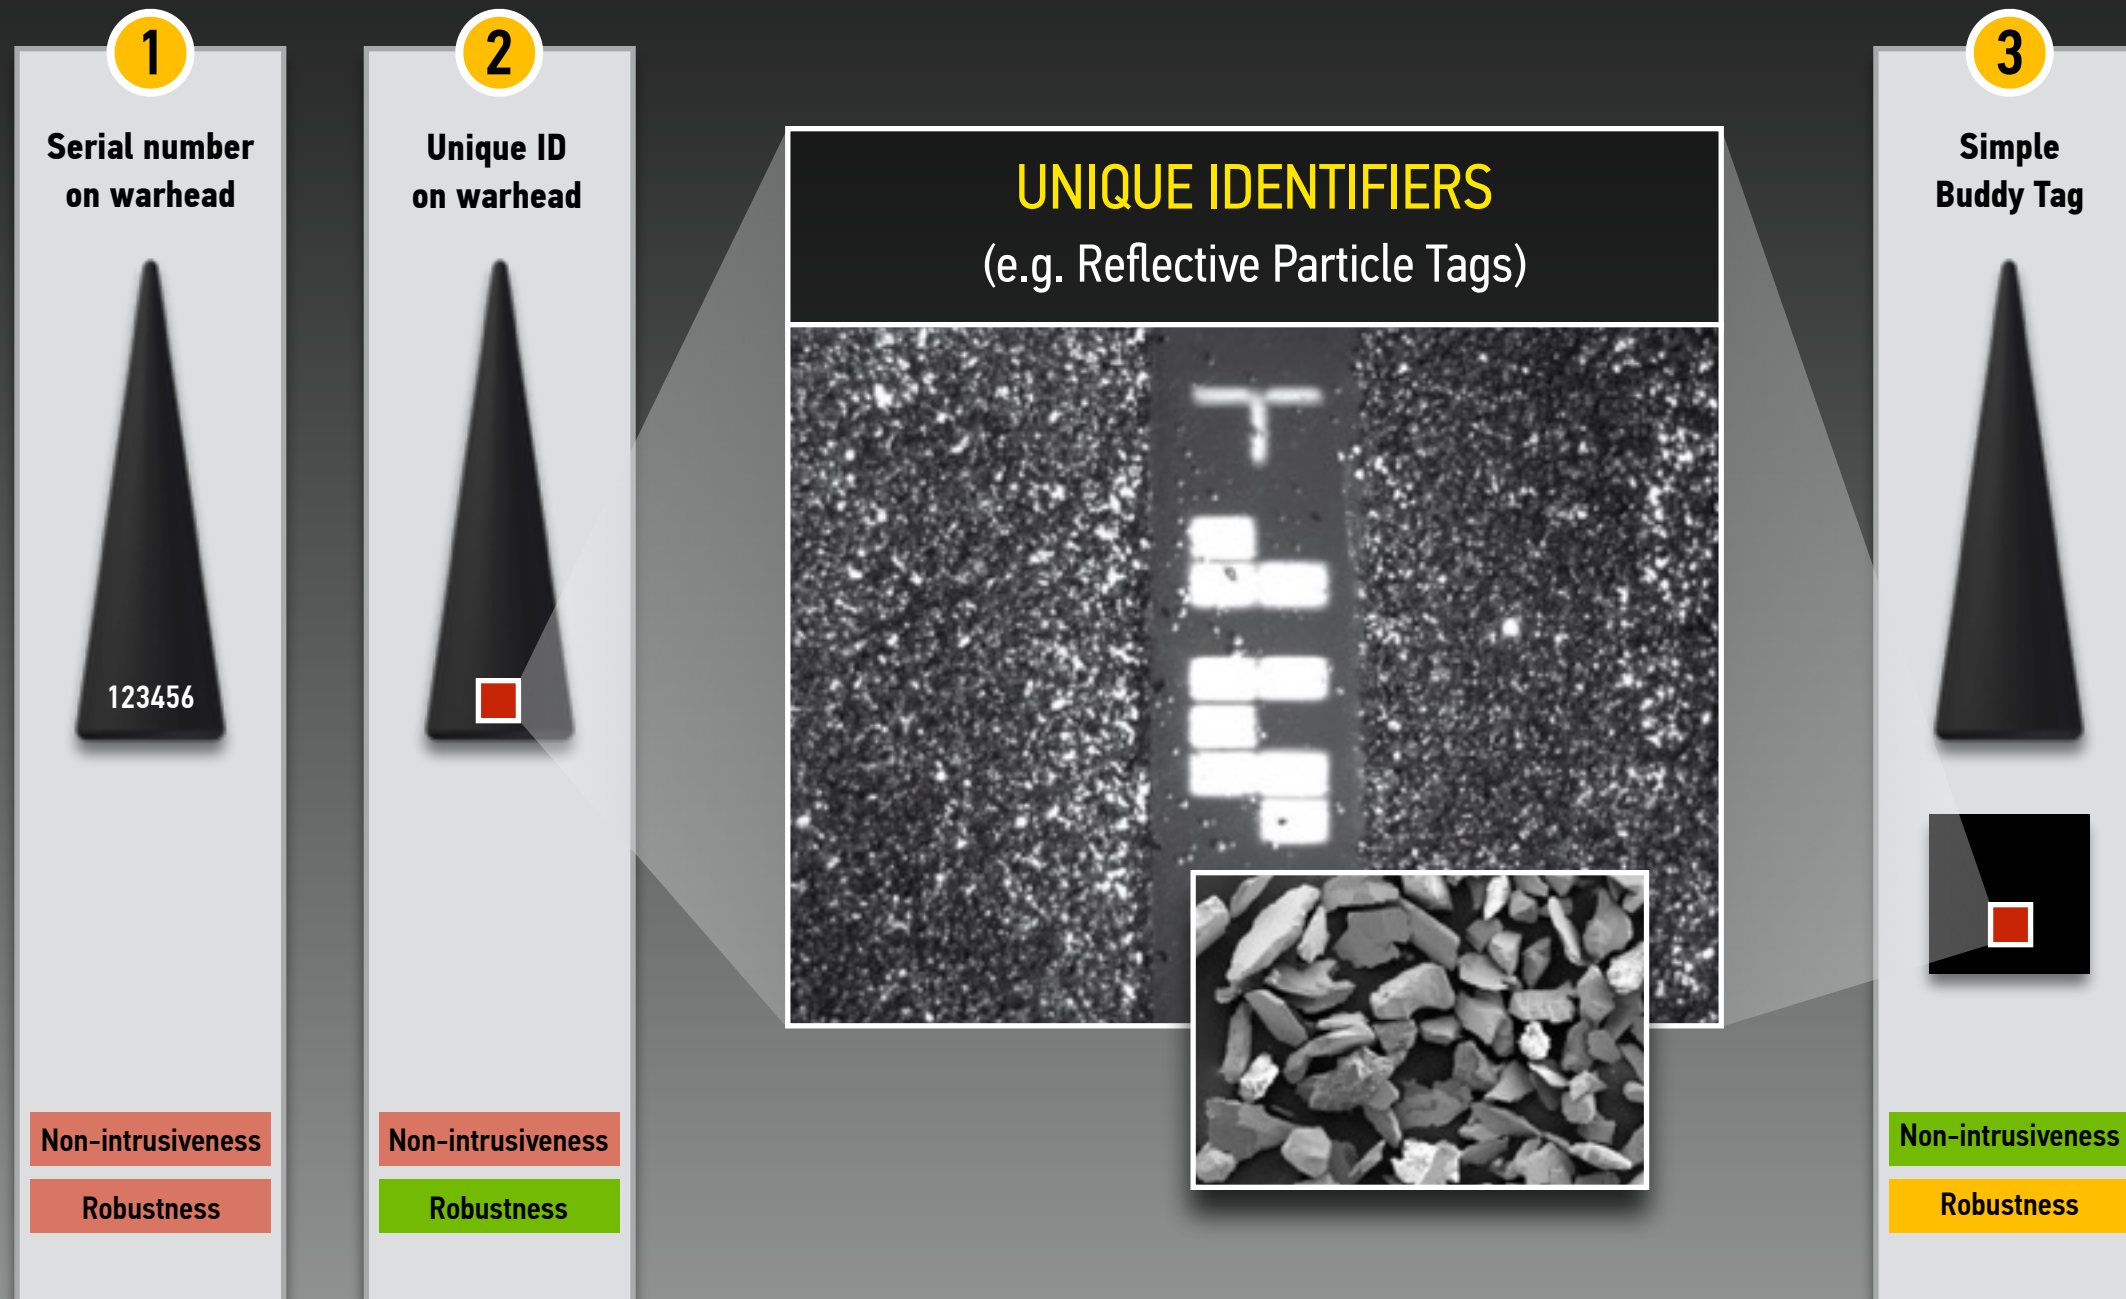 1
Serial number
on warhead
123456
Non-intrusiveness
Robustness
2
Unique ID
on warhead
Non-intrusiveness
Robustness
UNIQUE IDENTIFIERS
(e.g. Reflective Particle Tags)
3
Simple
Buddy Tag
Non-intrusiveness
Robustness